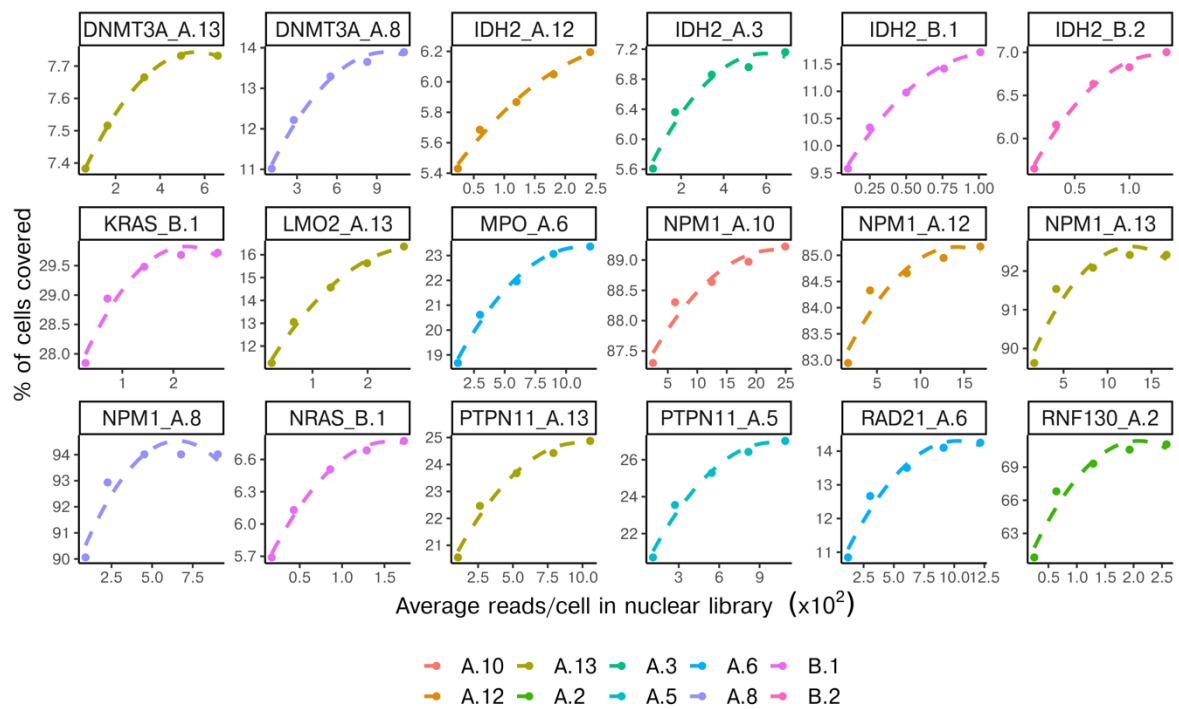 DNMT3A_A.13 DNMT3A_A.8 IDH2_A.12 IDH2_A.3 IDH2_B.1 IDH2_B.2
7.7 7.6 7.5 7.4
2 4 6
14 13 12 11
3 6 9
6.2 6.0 5.8 5.6 5.4
0.5 1.0 1.5 2.0 2.5
7.2 6.8 6.4 6.0 5.6
2 4 6
11.5 11.0 10.5 10.0 9.5
0.25 0.50 0.75 1.00
7.0 6.5 6.0
0.5 1.0
% of cells covered
KRAS_B.1 LMO2_A.13 MPO_A.6 NPM1_A.10 NPM1_A.12 NPM1_A.13
29.5 29.0 28.5 28.0
1 2
16 15 14 13 12
1 2
23 22 21 20 19
2.5 5.0 7.5 10.0
89.0 88.5 88.0 87.5
5 10 15 20 25
85.0 84.5 84.0 83.5 83.0
5 10 15
92 91 90
5 10 15
NPM1_A.8 NRAS_B.1 PTPN11_A.13 PTPN11_A.5 RAD21_A.6 RNF130_A.2
94 93 92 91 90
2.5 5.0 7.5
6.6 6.3 6.0 5.7
0.5 1.0 1.5
25 24 23 22 21
2.5 5.0 7.5 10.0
26 24 22
3 6 9
14 13 12 11
2.5 5.0 7.5 10.0 12.5
69 66 63
0.5 1.0 1.5 2.0 2.5
Average reads/cell in nuclear library (x10²)
A.10 A.13 A.3 A.6 B.1
A.12 A.2 A.5 A.8 B.2